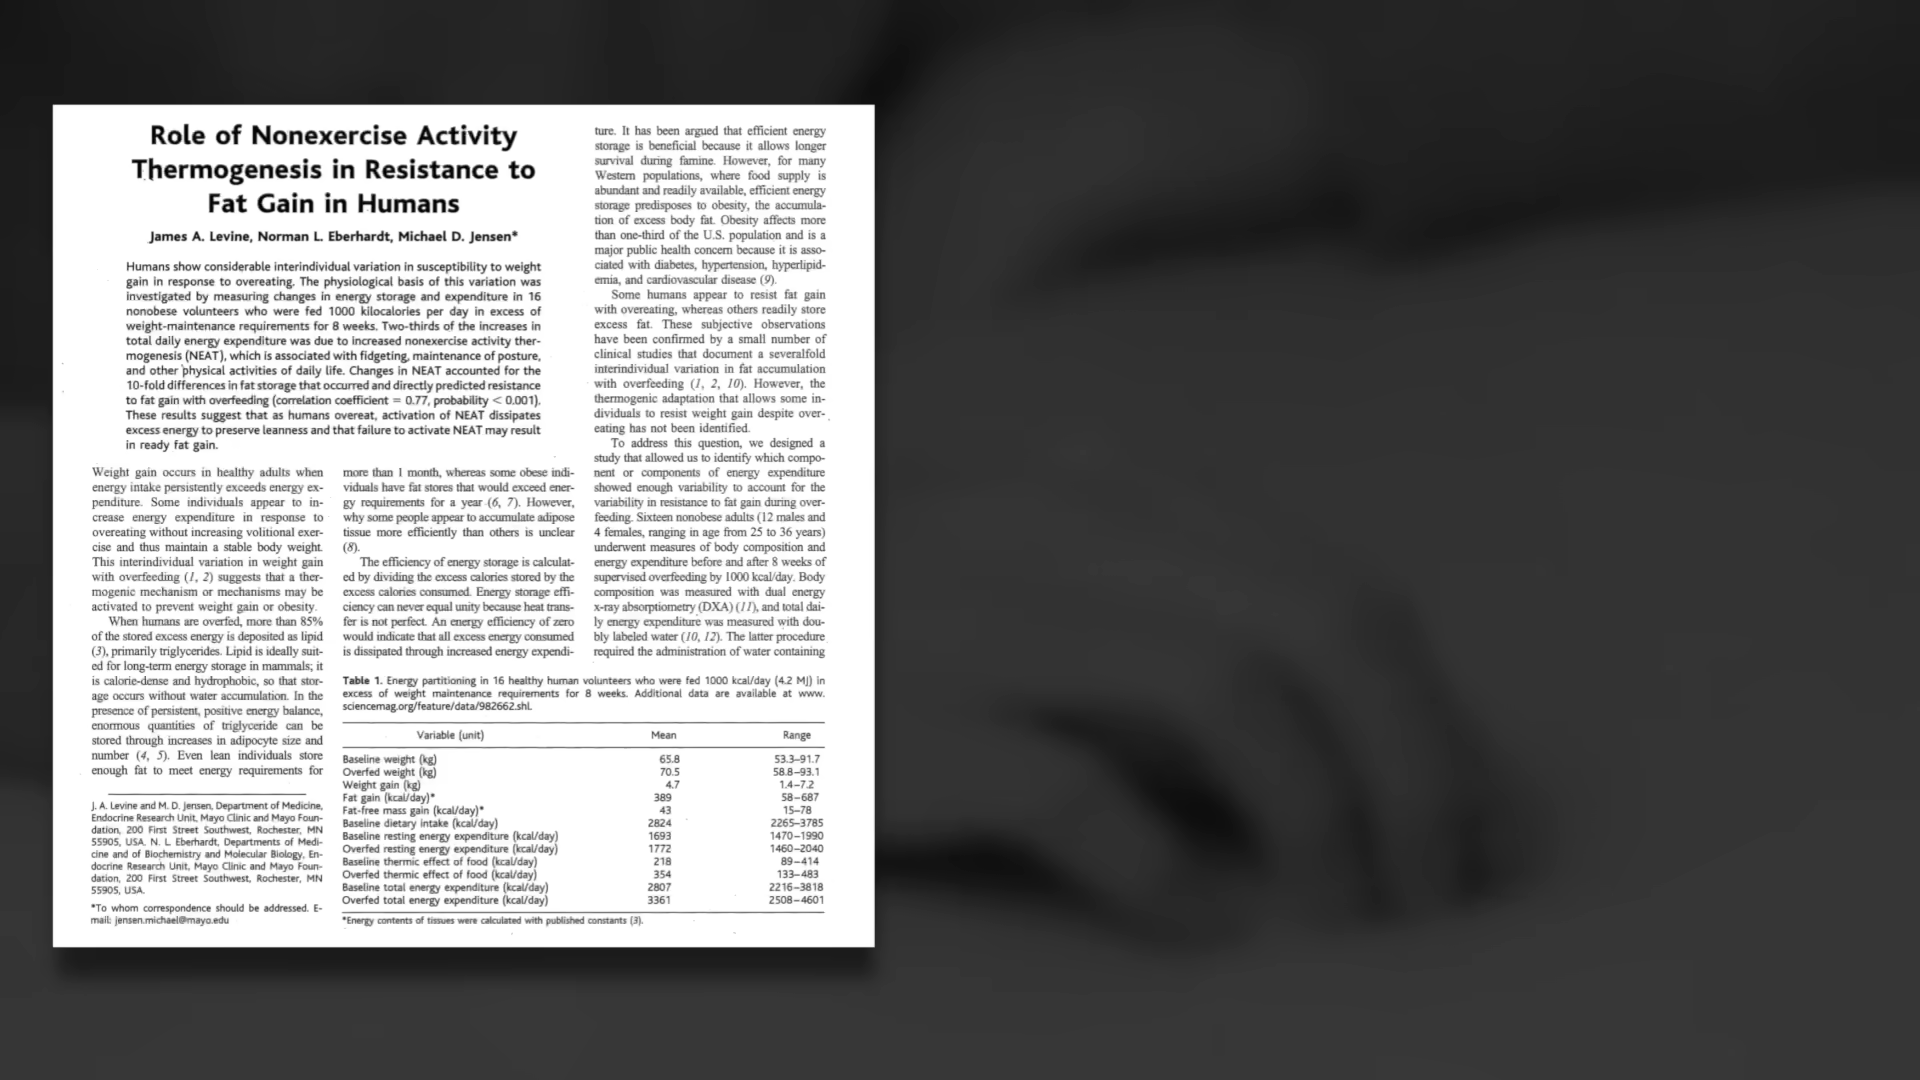 Role of Nonexercise Activity
Thermogenesis in Resistance to
Fat Gain in Humans
James A. Levine, Norman L. Eberhardt, Michael D. Jensen*
Humans show considerable interindividual variation in susceptibility to weight
gain in response to overeating. The physiological basis of this variation was
investigated by measuring changes in energy storage and expenditure in 16
nonobese volunteers who were fed 1000 kilocalories per day in excess of
weight-maintenance requirements for 8 weeks. Two-thirds of the increases in
total daily energy expenditure was due to increased nonexercise activity ther-
mogenesis (NEAT), which is associated with fidgeting, maintenance of posture,
and other physical activities of daily life. Changes in NEAT accounted for the
10-fold differences in fat storage that occurred and directly predicted resistance
to fat gain with overfeeding (correlation coefficient = 0.77, probability < 0.001).
These results suggest that as humans overeat, activation of NEAT dissipates
excess energy to preserve leanness and that failure to activate NEAT may result
in ready fat gain.
Weight gain occurs in healthy adults when
energy intake persistently exceeds energy ex-
penditure. Some individuals appear to in-
crease energy expenditure in response to
overeating without increasing volitional exer-
cise and thus maintain a stable body weight.
This interindividual variation in weight gain
with overfeeding (1, 2) suggests that a ther-
mogenic mechanism or mechanisms may be
activated to prevent weight gain or obesity.
When humans are overfed, more than 85%
of the stored excess energy is deposited as lipid
(3), primarily triglycerides. Lipid is ideally suit-
ed for long-term energy storage in mammals; it
is calorie-dense and hydrophobic, so that stor-
age occurs without water accumulation. In the
presence of persistent, positive energy balance,
enormous quantities of triglyceride can be
stored through increases in adipocyte size and
number (4, 5). Even lean individuals store
enough fat to meet energy requirements for
J. A. Levine and M. D. Jensen, Department of Medicine,
Endocrine Research Unit, Mayo Clinic and Mayo Foun-
dation, 200 First Street Southwest, Rochester, MN
55905, USA. N. L. Eberhardt, Departments of Medi-
cine and of Biochemistry and Molecular Biology, En-
docrine Research Unit, Mayo Clinic and Mayo Foun-
dation, 200 First Street Southwest, Rochester, MN
55905, USA.
*To whom correspondence should be addressed. E-
mail: jensen.michael@mayo.edu
more than 1 month, whereas some obese indi-
viduals have fat stores that would exceed ener-
gy requirements for a year (6, 7). However,
why some people appear to accumulate adipose
tissue more efficiently than others is unclear
(8).
The efficiency of energy storage is calculat-
ed by dividing the excess calories stored by the
excess calories consumed. Energy storage effi-
ciency can never equal unity because heat trans-
fer is not perfect. An energy efficiency of zero
would indicate that all excess energy consumed
is dissipated through increased energy expendi-
ture. It has been argued that efficient energy
storage is beneficial because it allows longer
survival during famine. However, for many
Western populations, where food supply is
abundant and readily available, efficient energy
storage predisposes to obesity, the accumula-
tion of excess body fat. Obesity affects more
than one-third of the U.S. population and is a
major public health concern because it is asso-
ciated with diabetes, hypertension, hyperlipid-
emia, and cardiovascular disease (9).
Some humans appear to resist fat gain
with overeating, whereas others readily store
excess fat. These subjective observations
have been confirmed by a small number of
clinical studies that document a severalfold
interindividual variation in fat accumulation
with overfeeding (1, 2, 10). However, the
thermogenic adaptation that allows some in-
dividuals to resist weight gain despite over-
eating has not been identified.
To address this question, we designed a
study that allowed us to identify which compo-
nent or components of energy expenditure
showed enough variability to account for the
variability in resistance to fat gain during over-
feeding. Sixteen nonobese adults (12 males and
4 females, ranging in age from 25 to 36 years)
underwent measures of body composition and
energy expenditure before and after 8 weeks of
supervised overfeeding by 1000 kcal/day. Body
composition was measured with dual energy
x-ray absorptiometry (DXA) (11), and total dai-
ly energy expenditure was measured with dou-
bly labeled water (10, 12). The latter procedure
required the administration of water containing
Table 1. Energy partitioning in 16 healthy human volunteers who were fed 1000 kcal/day (4.2 MJ) in
excess of weight maintenance requirements for 8 weeks. Additional data are available at www.
sciencemag.org/feature/data/982662.shl.
Variable (unit) Mean Range
Baseline weight (kg) 65.8 53.3–91.7
Overfed weight (kg) 70.5 58.8–93.1
Weight gain (kg) 4.7 1.4–7.2
Fat gain (kcal/day)* 389 58–687
Fat-free mass gain (kcal/day)* 43 15–78
Baseline dietary intake (kcal/day) 2824 2265–3785
Baseline resting energy expenditure (kcal/day) 1693 1470–1990
Overfed resting energy expenditure (kcal/day) 1772 1460–2040
Baseline thermic effect of food (kcal/day) 218 89–414
Overfed thermic effect of food (kcal/day) 354 133–483
Baseline total energy expenditure (kcal/day) 2807 2216–3818
Overfed total energy expenditure (kcal/day) 3361 2508–4601
*Energy contents of tissues were calculated with published constants (3).